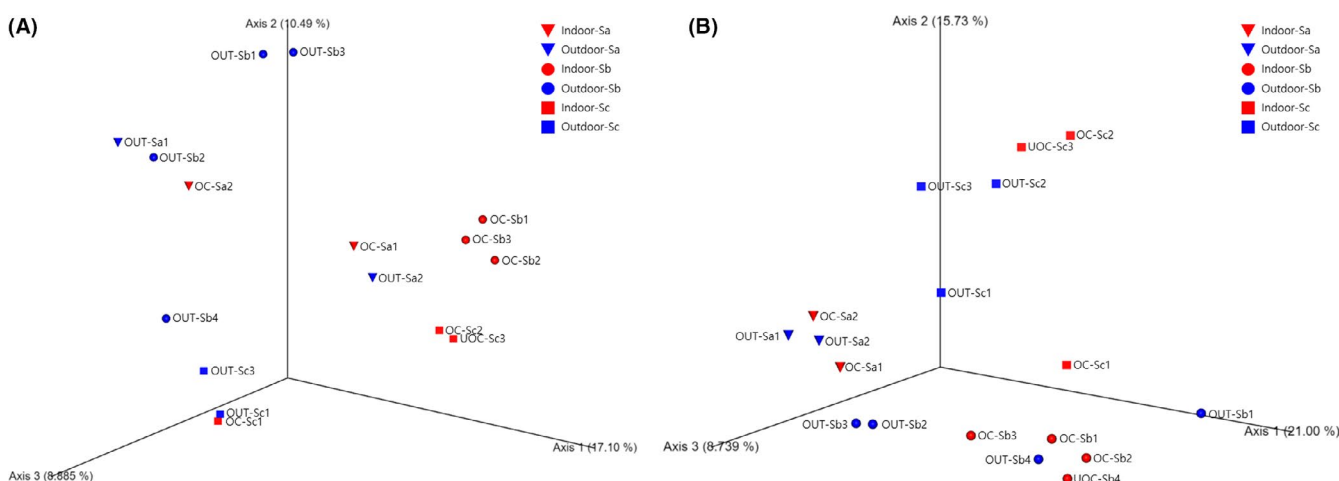 (A)
Axis 2 (10.49 %)
OUT-Sb1
OUT-Sb3
OUT-Sa1
OUT-Sb2
OC-Sa2
OC-Sb1
OC-Sb3
OC-Sa1
OC-Sb2
OUT-Sa2
OUT-Sb4
OC-Sc2
UOC-Sc3
OUT-Sc3
OUT-Sc1
OC-Sc1
Axis 1 (17.10 %)
Axis 3 (8.885 %)
Indoor-Sa
Outdoor-Sa
Indoor-Sb
Outdoor-Sb
Indoor-Sc
Outdoor-Sc
(B)
Axis 2 (15.73 %)
OC-Sc2
UOC-Sc3
OUT-Sc3
OUT-Sc2
OUT-Sc1
OC-Sa2
OUT-Sa1
OUT-Sa2
OC-Sa1
OC-Sc1
OUT-Sb1
OUT-Sb3
OUT-Sb2
Axis 1 (21.00 %)
OC-Sb3
OC-Sb1
Axis 3 (8.739 %)
OUT-Sb4
OC-Sb2
UOC-Sb4
Indoor-Sa
Outdoor-Sa
Indoor-Sb
Outdoor-Sb
Indoor-Sc
Outdoor-Sc